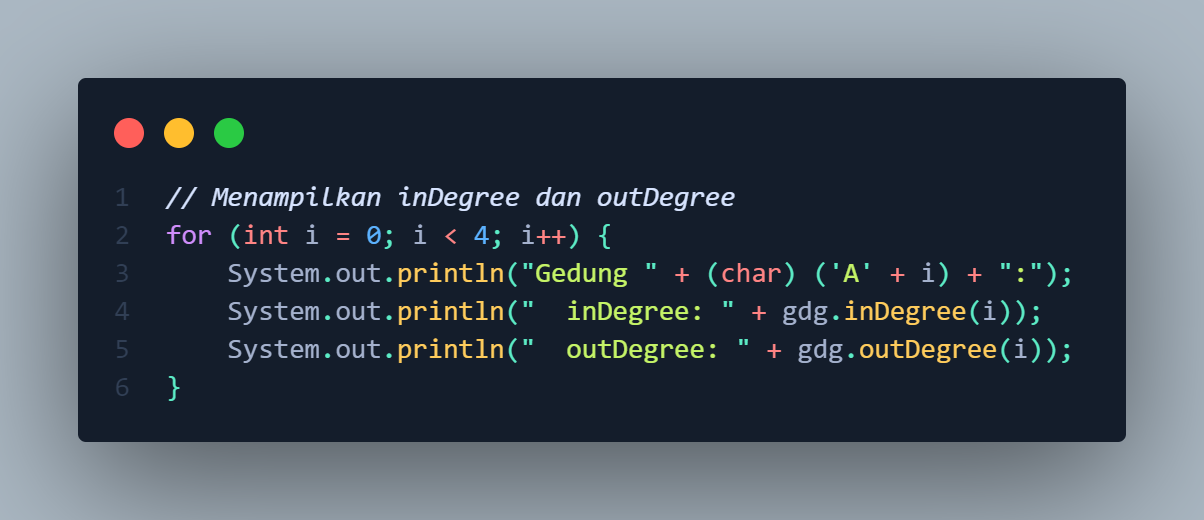 1 // Menampilkan inDegree dan outDegree
2 for (int i = 0; i < 4; i++) {
3     System.out.println("Gedung " + (char) ('A' + i) + ":");
4     System.out.println("  inDegree: " + gdg.inDegree(i));
5     System.out.println("  outDegree: " + gdg.outDegree(i));
6 }